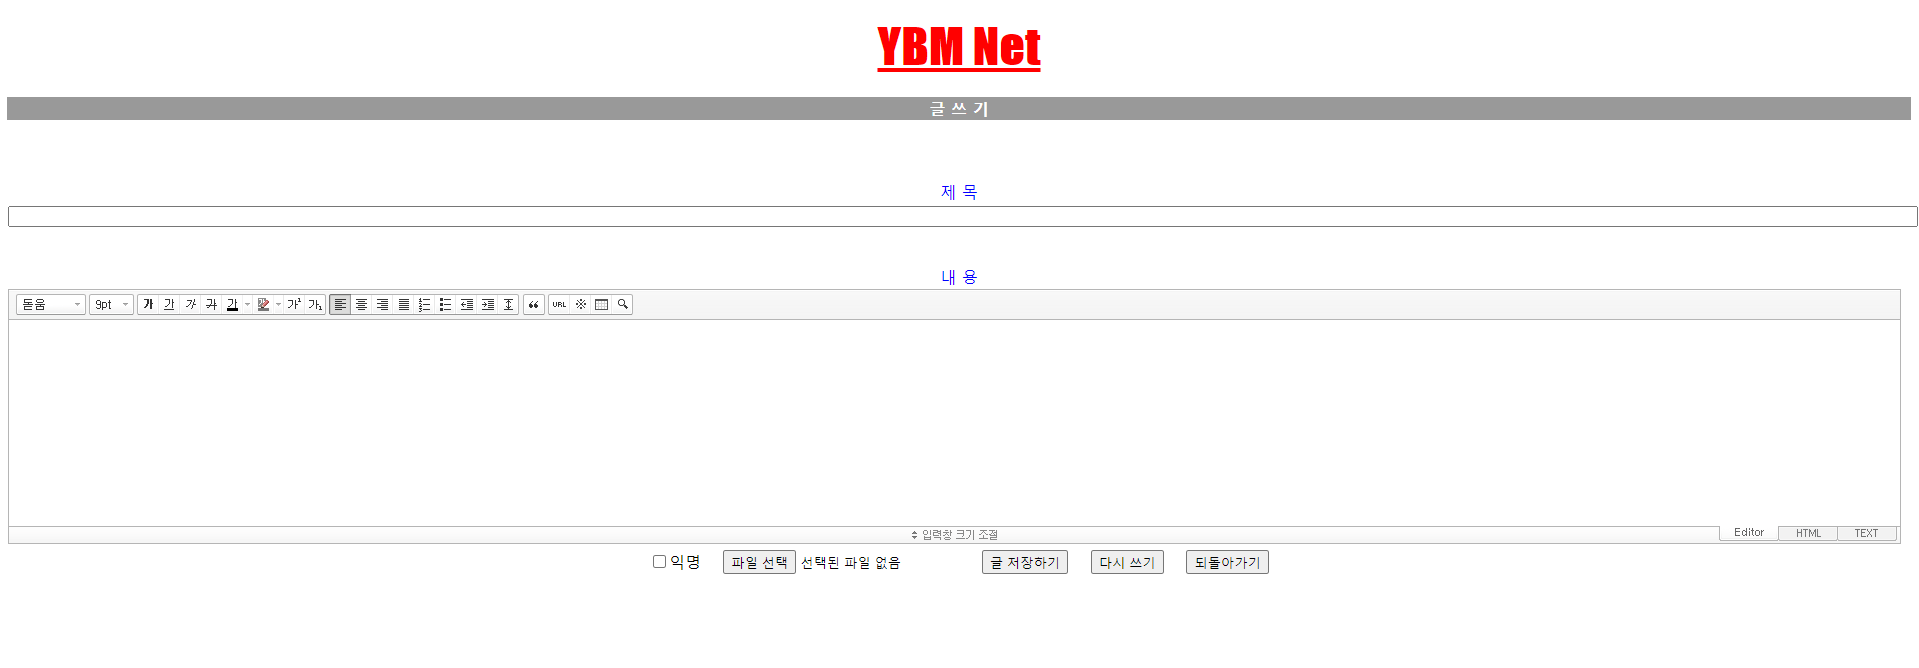 YBM Net
글 쓰 기
제 목
내 용
돋움 9pt 가 가 가 가 가 가² 가₂ URL ※
입력창 크기 조절 Editor HTML TEXT
익명 파일 선택 선택된 파일 없음 글 저장하기 다시 쓰기 되돌아가기